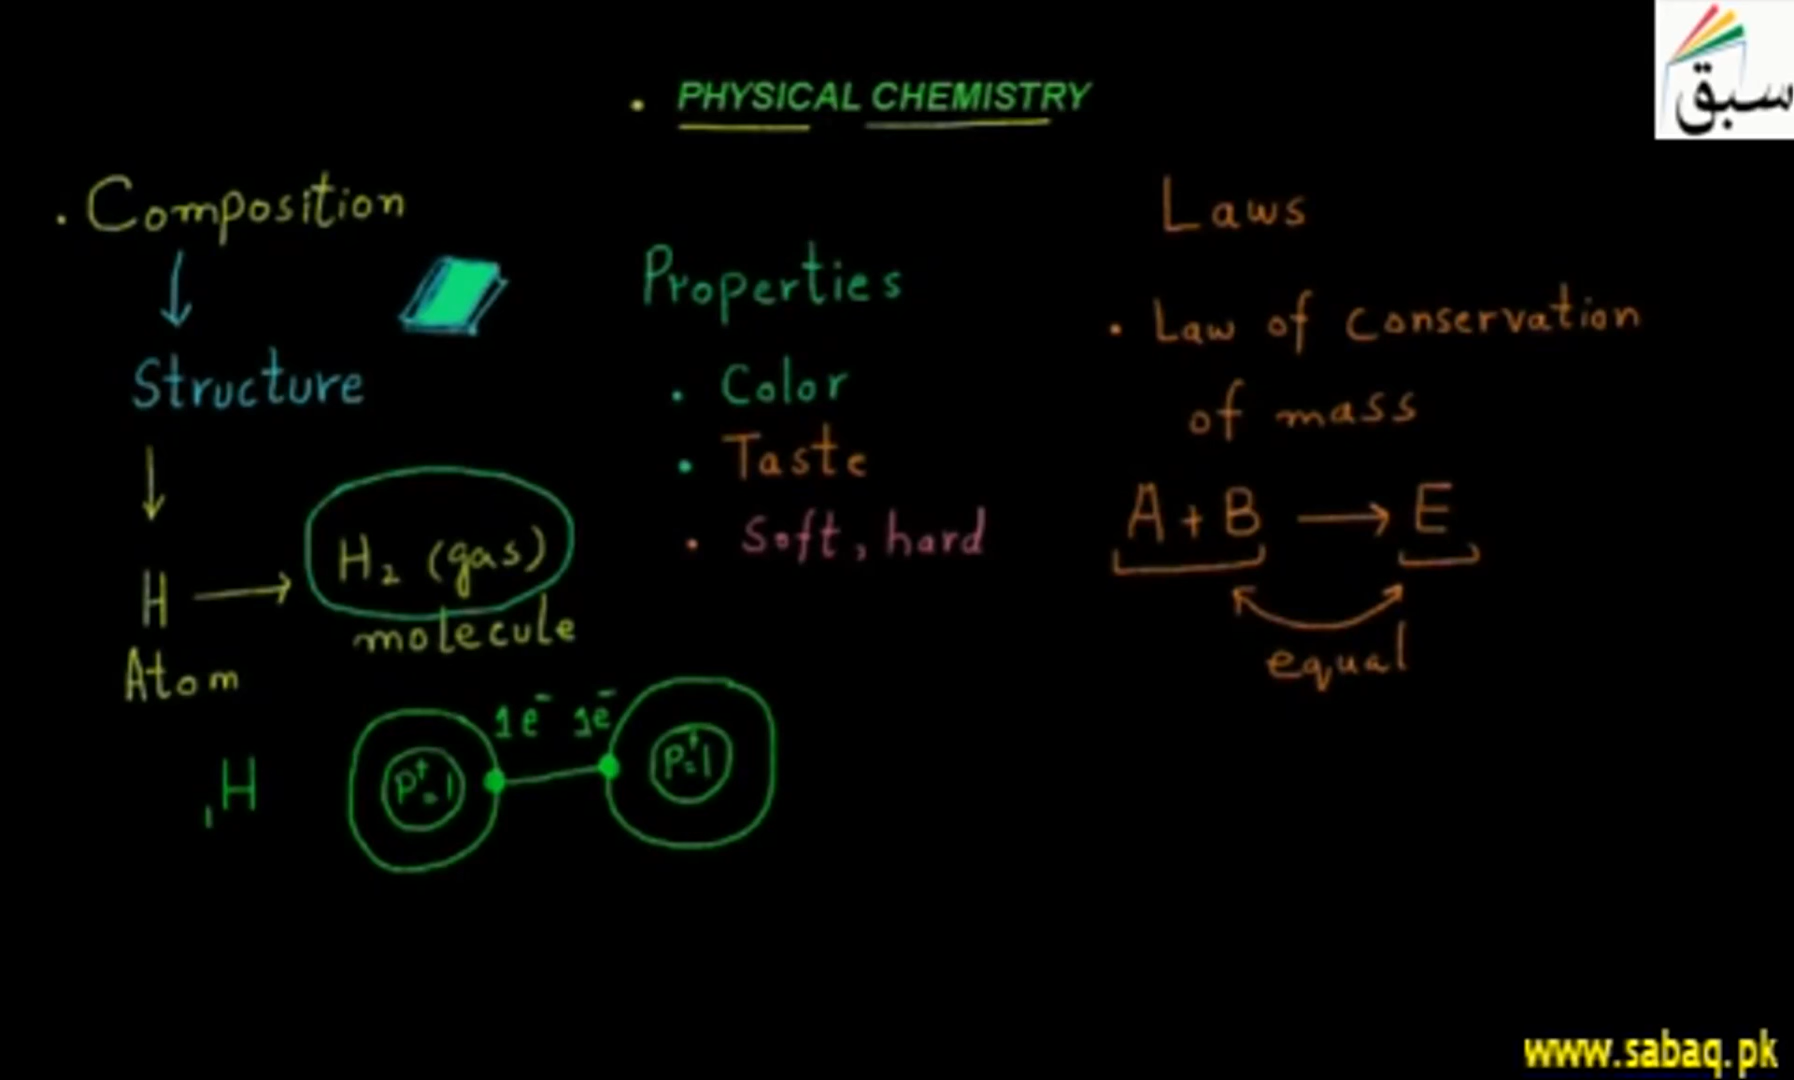 سبق
• PHYSICAL CHEMISTRY
. Composition
Structure
H → H₂ (gas)
Atom
molecule
₁H
1e⁻ 1e⁻
P⁺=1
P⁺=1
Properties
. Color
. Taste
. Soft, hard
Laws
. Law of conservation
of mass
A + B → E
equal
www.sabaq.pk